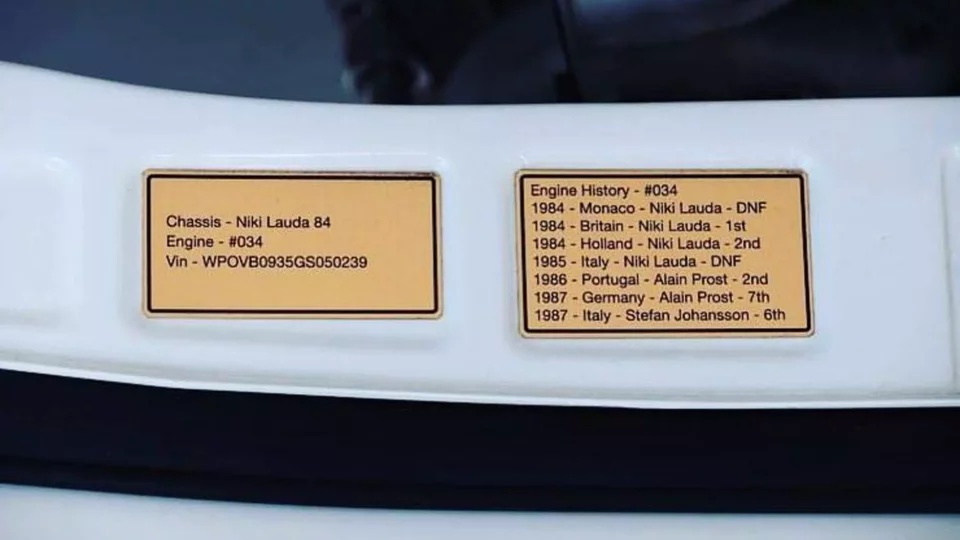 Chassis - Niki Lauda 84
Engine - #034
Vin - WPOVB0935GS050239
Engine History - #034
1984 - Monaco - Niki Lauda - DNF
1984 - Britain - Niki Lauda - 1st
1984 - Holland - Niki Lauda - 2nd
1985 - Italy - Niki Lauda - DNF
1986 - Portugal - Alain Prost - 2nd
1987 - Germany - Alain Prost - 7th
1987 - Italy - Stefan Johansson - 6th